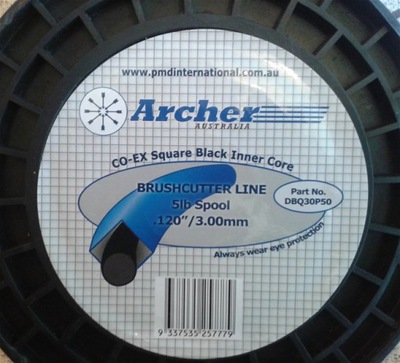 www.pmdinternational.com.au
Archer
AUSTRALIA
CO-EX Square Black Inner Core
BRUSHCUTTER LINE
5lb Spool
.120"/3.00mm
Part No.
DBQ30P50
Always wear eye protection
9 337535 257779